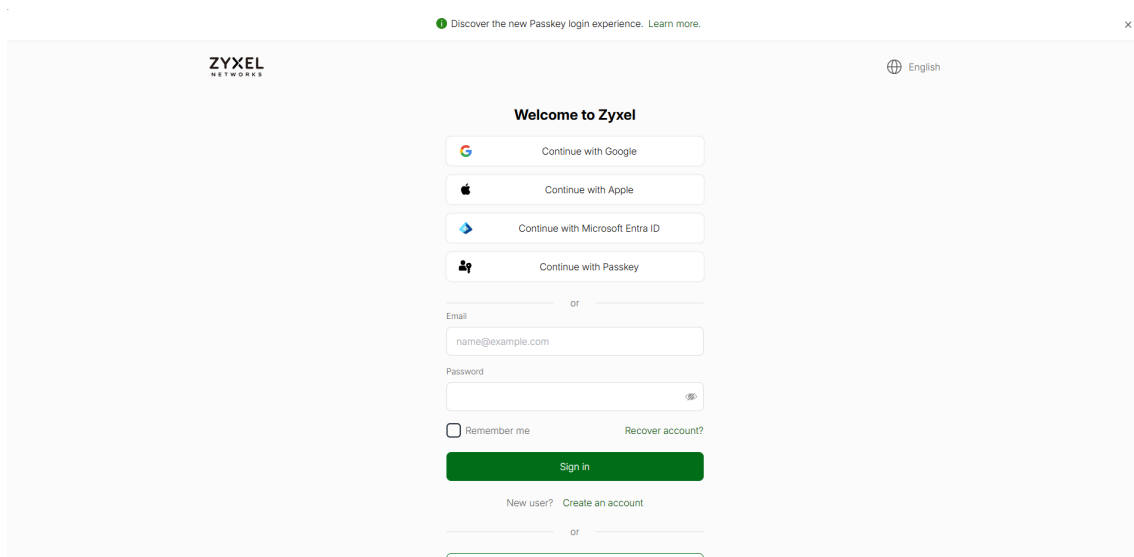 Discover the new Passkey login experience. Learn more.
ZYXEL
NETWORKS
English
Welcome to Zyxel
Continue with Google
Continue with Apple
Continue with Microsoft Entra ID
Continue with Passkey
or
Email
name@example.com
Password
Remember me Recover account?
Sign in
New user? Create an account
or